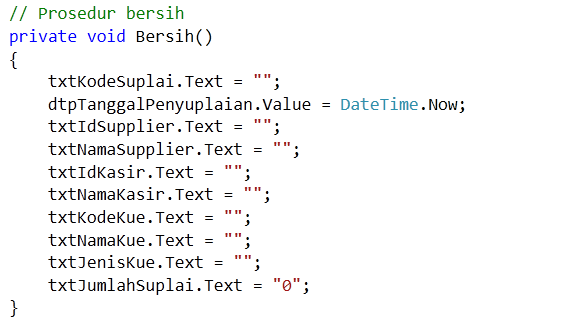 // Prosedur bersih
private void Bersih()
{
    txtKodeSuplai.Text = "";
    dtpTanggalPenyuplaian.Value = DateTime.Now;
    txtIdSupplier.Text = "";
    txtNamaSupplier.Text = "";
    txtIdKasir.Text = "";
    txtNamaKasir.Text = "";
    txtKodeKue.Text = "";
    txtNamaKue.Text = "";
    txtJenisKue.Text = "";
    txtJumlahSuplai.Text = "0";
}